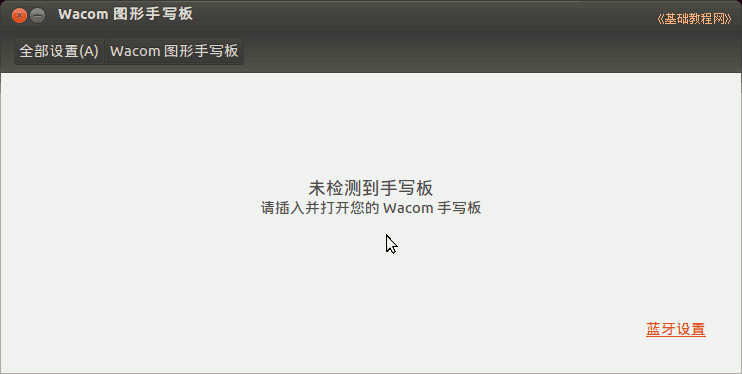 Wacom 图形手写板
《基础教程网》
全部设置(A) Wacom 图形手写板
未检测到手写板
请插入并打开您的 Wacom 手写板
蓝牙设置